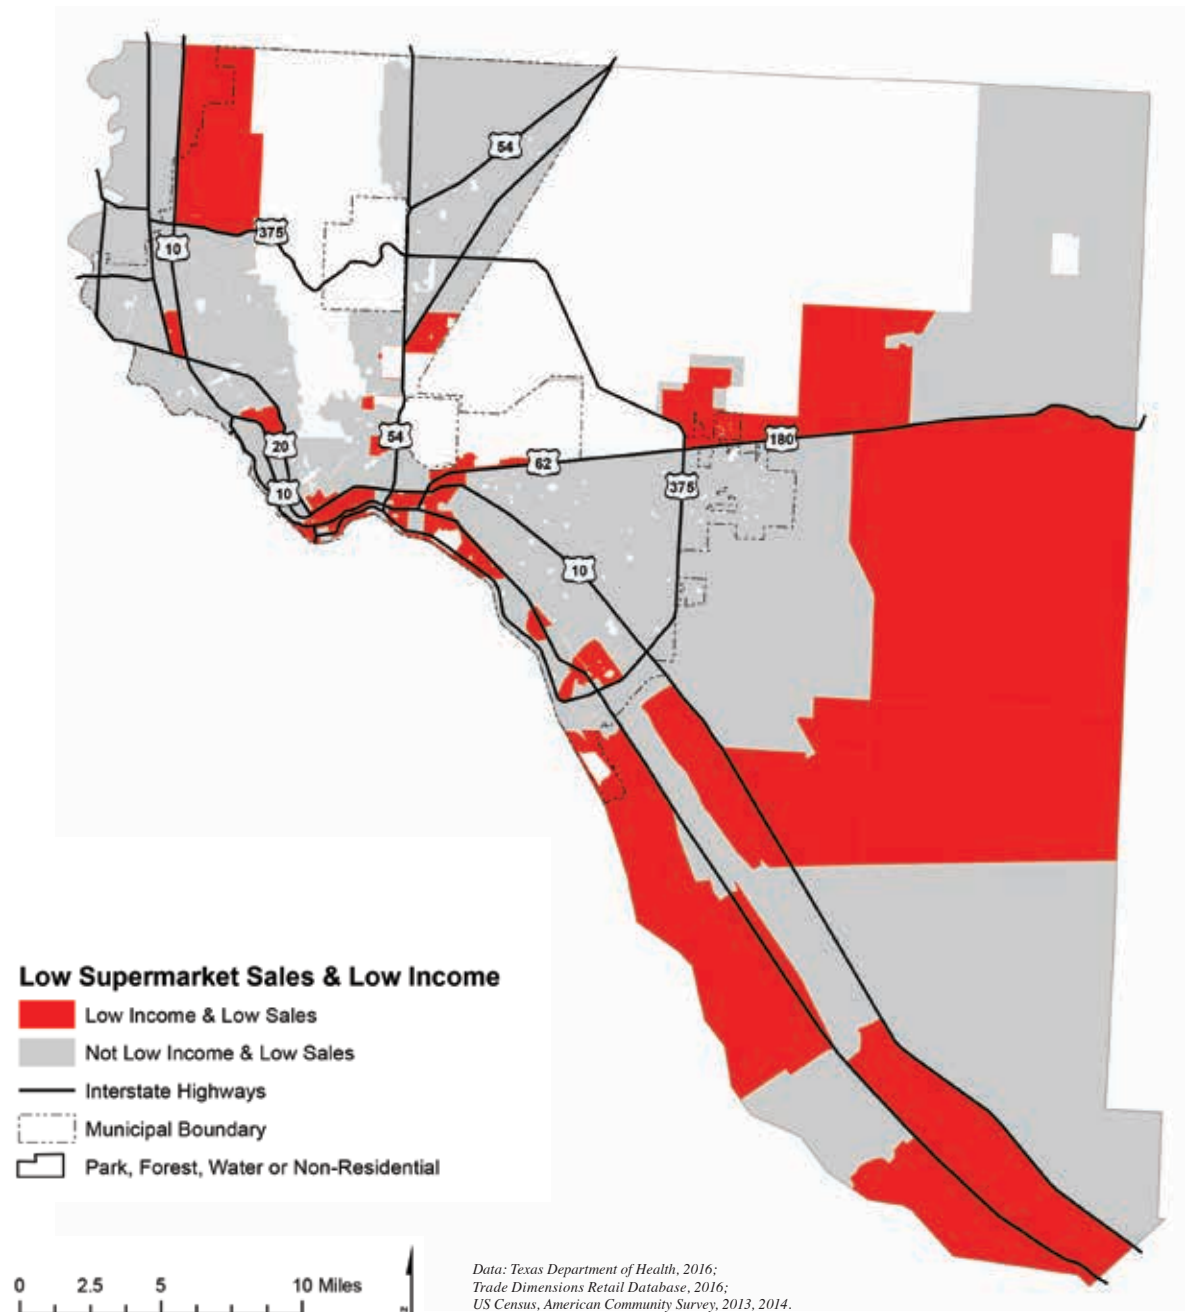 54
10
375
20
54
62
180
375
10
10
Low Supermarket Sales & Low Income
Low Income & Low Sales
Not Low Income & Low Sales
Interstate Highways
Municipal Boundary
Park, Forest, Water or Non-Residential
0 2.5 5 10 Miles
N
Data: Texas Department of Health, 2016;
Trade Dimensions Retail Database, 2016;
US Census, American Community Survey, 2013, 2014.